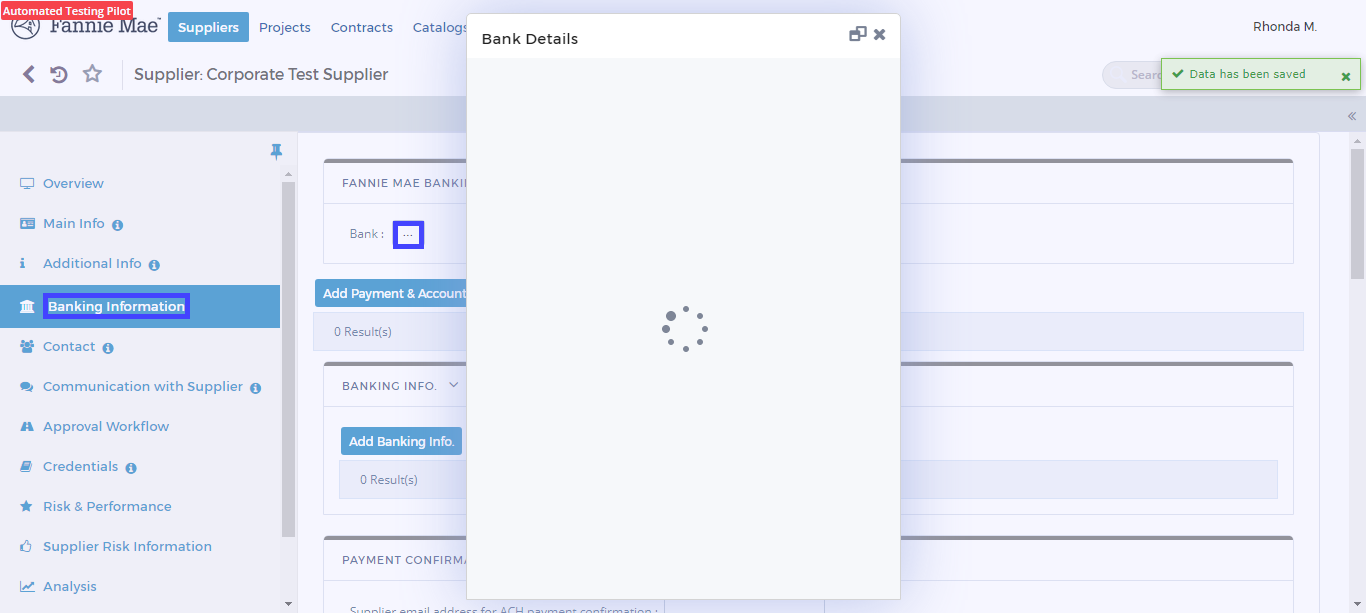 Automated Testing Pilot
Fannie Mae
Suppliers
Projects
Contracts
Catalogs
Rhonda M.
Supplier: Corporate Test Supplier
Data has been saved
Bank Details
Overview
Main Info
Additional Info
Banking Information
Contact
Communication with Supplier
Approval Workflow
Credentials
Risk & Performance
Supplier Risk Information
Analysis
FANNIE MAE
Bank :
...
Add Payment & Account
0 Result(s)
BANKING INFO.
Add Banking Info.
0 Result(s)
PAYMENT
Supplier email address for ACH payment confirmation :